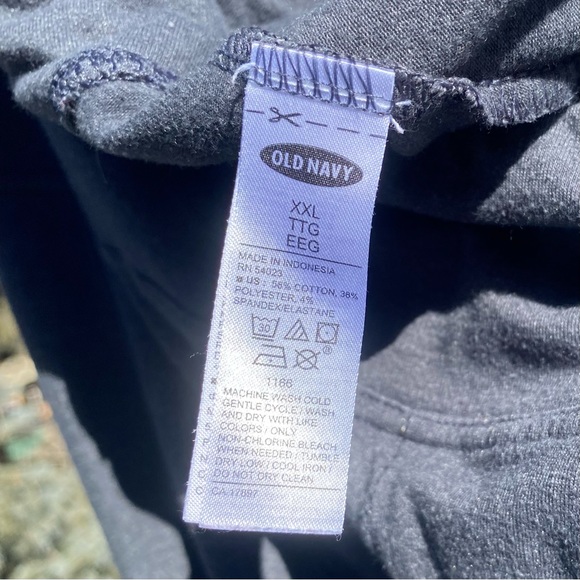 OLD NAVY
XXL
TTG
EEG
MADE IN INDONESIA
RN 54023
US : 58% COTTON, 38%
POLYESTER, 4%
SPANDEX/ELASTANE
30
1186
MACHINE WASH COLD
GENTLE CYCLE / WASH
AND DRY WITH LIKE
COLORS / ONLY
NON-CHLORINE BLEACH
WHEN NEEDED / TUMBLE
DRY LOW / COOL IRON /
DO NOT DRY CLEAN
CA 17897